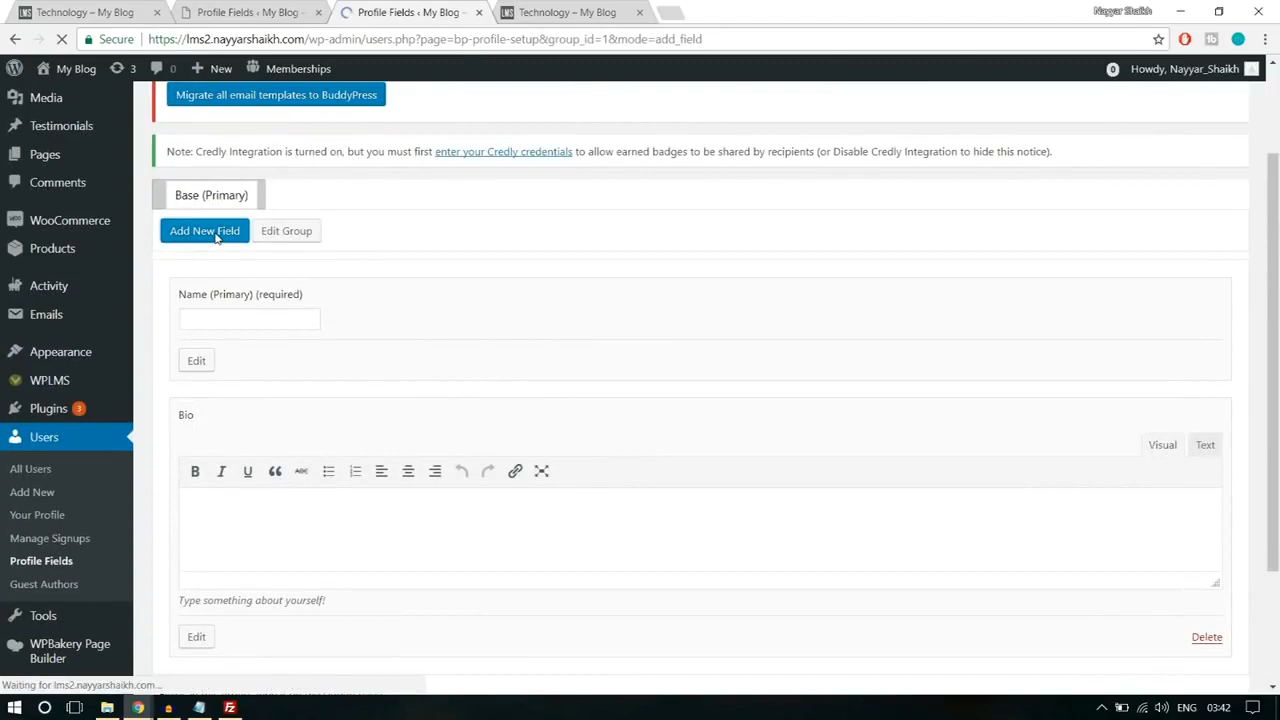 Technology – My Blog
Profile Fields ‹ My Blog –
Profile Fields ‹ My Blog –
Technology – My Blog
Nayyar Shaikh
Secure
https://lms2.nayyarshaikh.com/wp-admin/users.php?page=bp-profile-setup&group_id=1&mode=add_field
My Blog
3
0
New
Memberships
0
Howdy, Nayyar_Shaikh
Media
Testimonials
Pages
Comments
WooCommerce
Products
Activity
Emails
Appearance
WPLMS
Plugins 3
Users
All Users
Add New
Your Profile
Manage Signups
Profile Fields
Guest Authors
Tools
WPBakery Page
Builder
Migrate all email templates to BuddyPress
Note: Credly Integration is turned on, but you must first enter your Credly credentials to allow earned badges to be shared by recipients (or Disable Credly Integration to hide this notice).
Base (Primary)
Add New Field
Edit Group
Name (Primary) (required)
Edit
Bio
Visual
Text
B I U
ABC
Type something about yourself!
Edit
Delete
Waiting for lms2.nayyarshaikh.com...
ENG
03:42